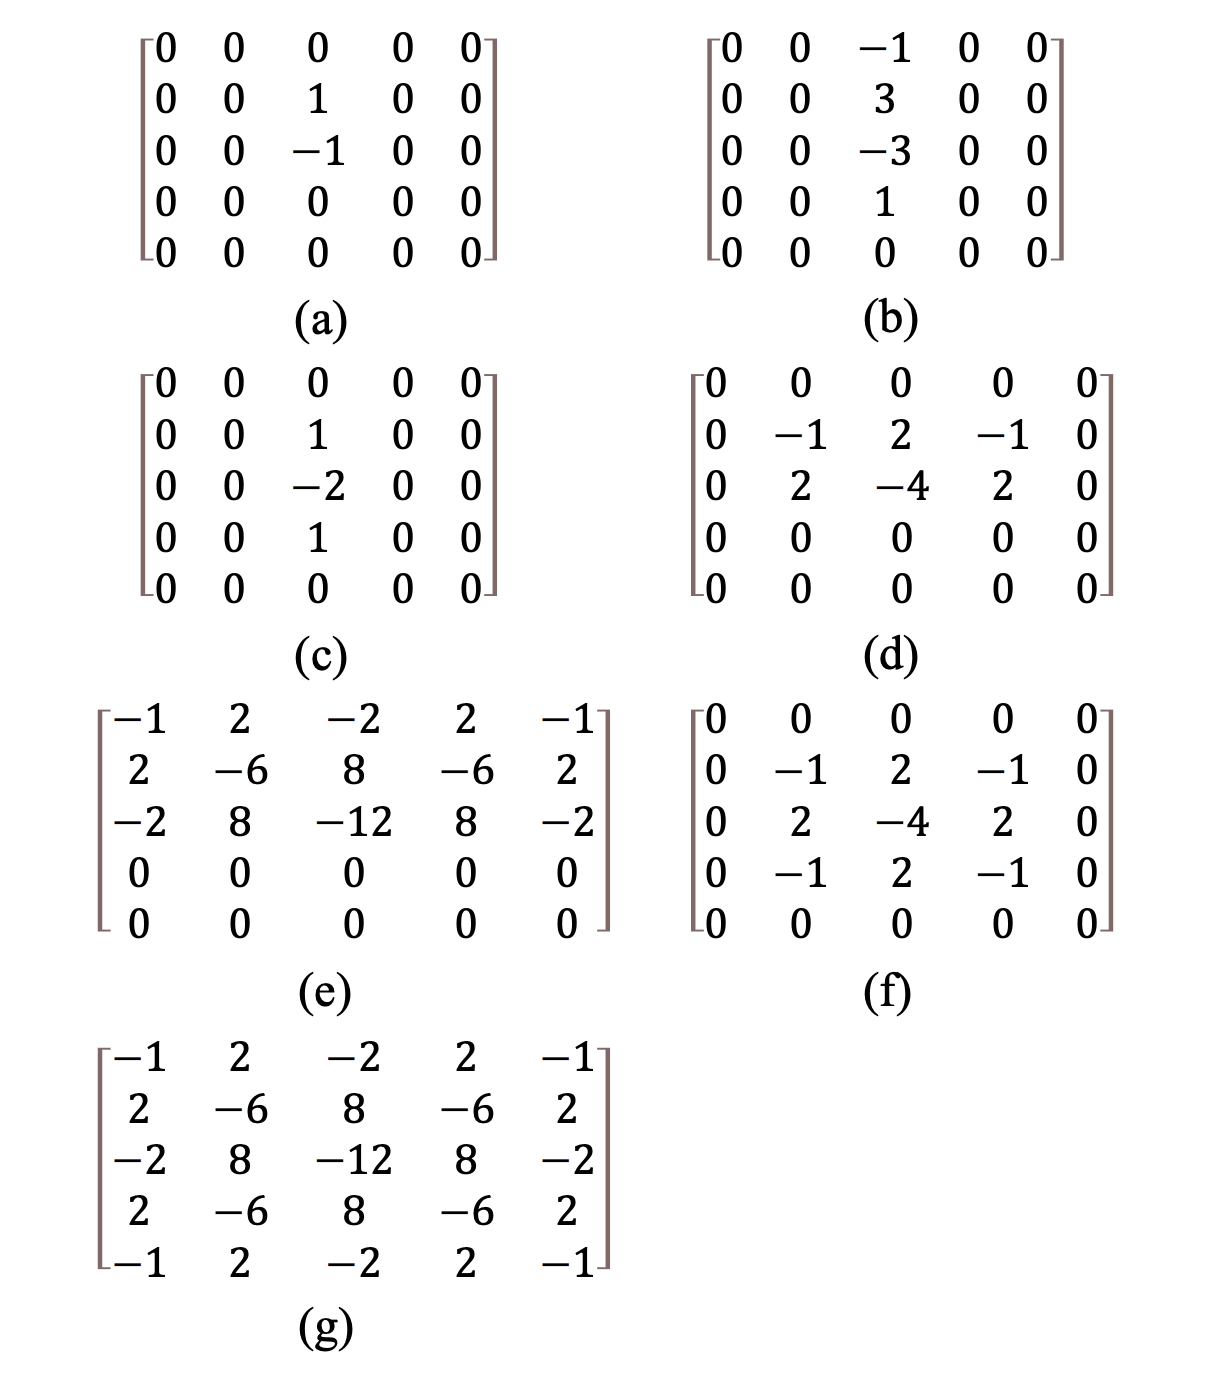 0 0 0 0 0 0 0 −1 0 0
0 0 1 0 0 0 0 3 0 0
0 0 −1 0 0 0 0 −3 0 0
0 0 0 0 0 0 0 1 0 0
0 0 0 0 0 0 0 0 0 0
(a) (b)
0 0 0 0 0 0 0 0 0 0
0 0 1 0 0 0 −1 2 −1 0
0 0 −2 0 0 0 2 −4 2 0
0 0 1 0 0 0 0 0 0 0
0 0 0 0 0 0 0 0 0 0
(c) (d)
−1 2 −2 2 −1 0 0 0 0 0
2 −6 8 −6 2 0 −1 2 −1 0
−2 8 −12 8 −2 0 2 −4 2 0
0 0 0 0 0 0 −1 2 −1 0
0 0 0 0 0 0 0 0 0 0
(e) (f)
−1 2 −2 2 −1
2 −6 8 −6 2
−2 8 −12 8 −2
2 −6 8 −6 2
−1 2 −2 2 −1
(g)